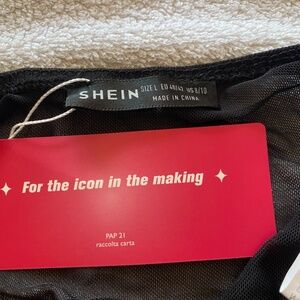 SHEIN
SIZE L EU 40/42 US 8/10
MADE IN CHINA
For the icon in the making
PAP 21
raccolta carta